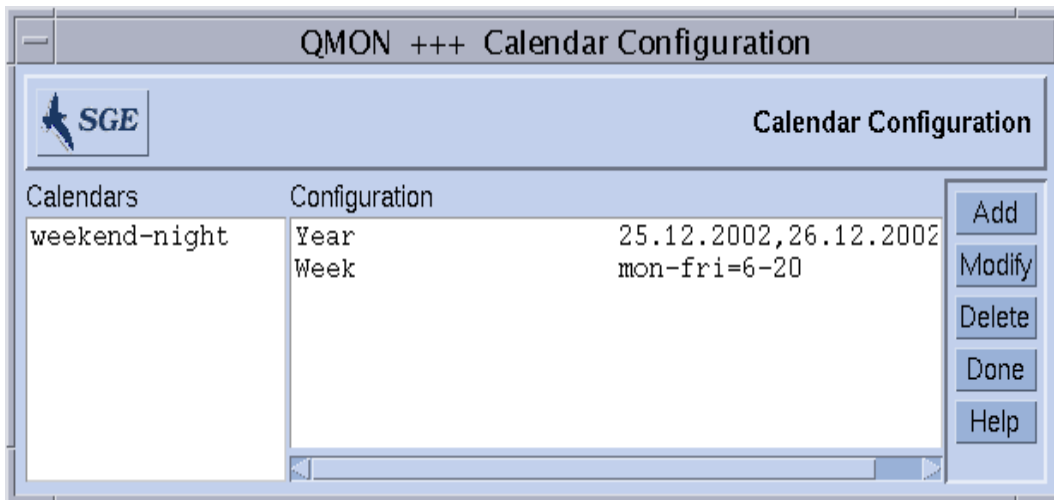 QMON +++ Calendar Configuration
SGE
Calendar Configuration
Calendars
Configuration
weekend-night
Year 25.12.2002,26.12.2002
Week mon-fri=6-20
Add
Modify
Delete
Done
Help